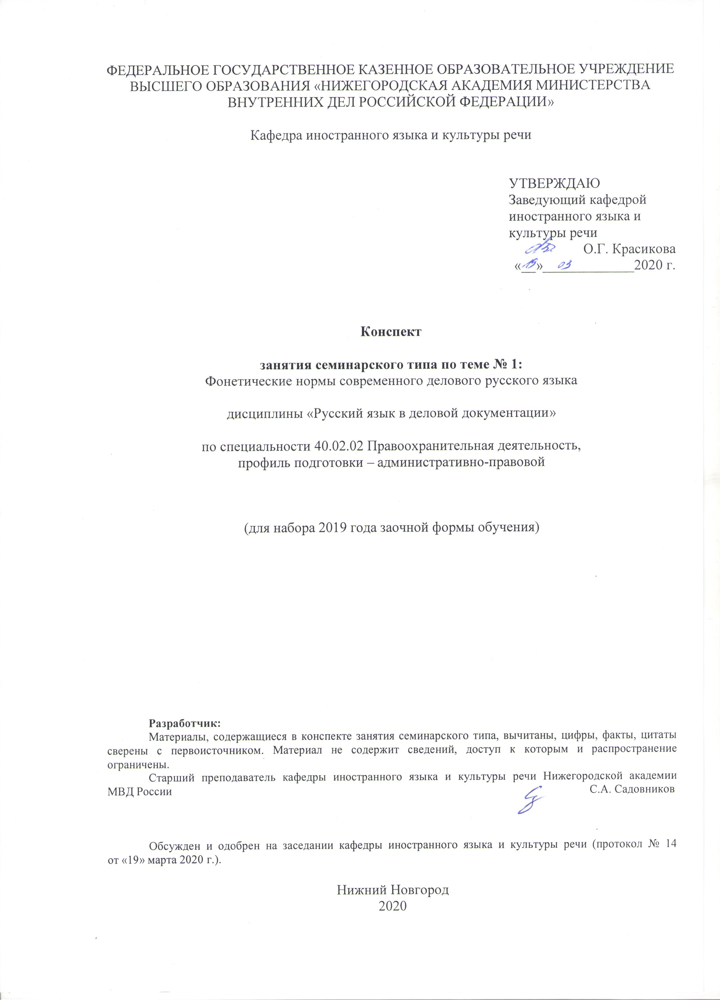 ФЕДЕРАЛЬНОЕ ГОСУДАРСТВЕННОЕ КАЗЕННОЕ ОБРАЗОВАТЕЛЬНОЕ УЧРЕЖДЕНИЕ
ВЫСШЕГО ОБРАЗОВАНИЯ «НИЖЕГОРОДСКАЯ АКАДЕМИЯ МИНИСТЕРСТВА
ВНУТРЕННИХ ДЕЛ РОССИЙСКОЙ ФЕДЕРАЦИИ»
Кафедра иностранного языка и культуры речи
УТВЕРЖДАЮ
Заведующий кафедрой
иностранного языка и
культуры речи
О.Г. Красикова
«19» 03 2020 г.
Конспект
занятия семинарского типа по теме № 1:
Фонетические нормы современного делового русского языка
дисциплины «Русский язык в деловой документации»
по специальности 40.02.02 Правоохранительная деятельность,
профиль подготовки – административно-правовой
(для набора 2019 года заочной формы обучения)
Разработчик:
Материалы, содержащиеся в конспекте занятия семинарского типа, вычитаны, цифры, факты, цитаты
сверены с первоисточником. Материал не содержит сведений, доступ к которым и распространение
ограничены.
Старший преподаватель кафедры иностранного языка и культуры речи Нижегородской академии
МВД России С.А. Садовников
Обсужден и одобрен на заседании кафедры иностранного языка и культуры речи (протокол № 14
от «19» марта 2020 г.).
Нижний Новгород
2020